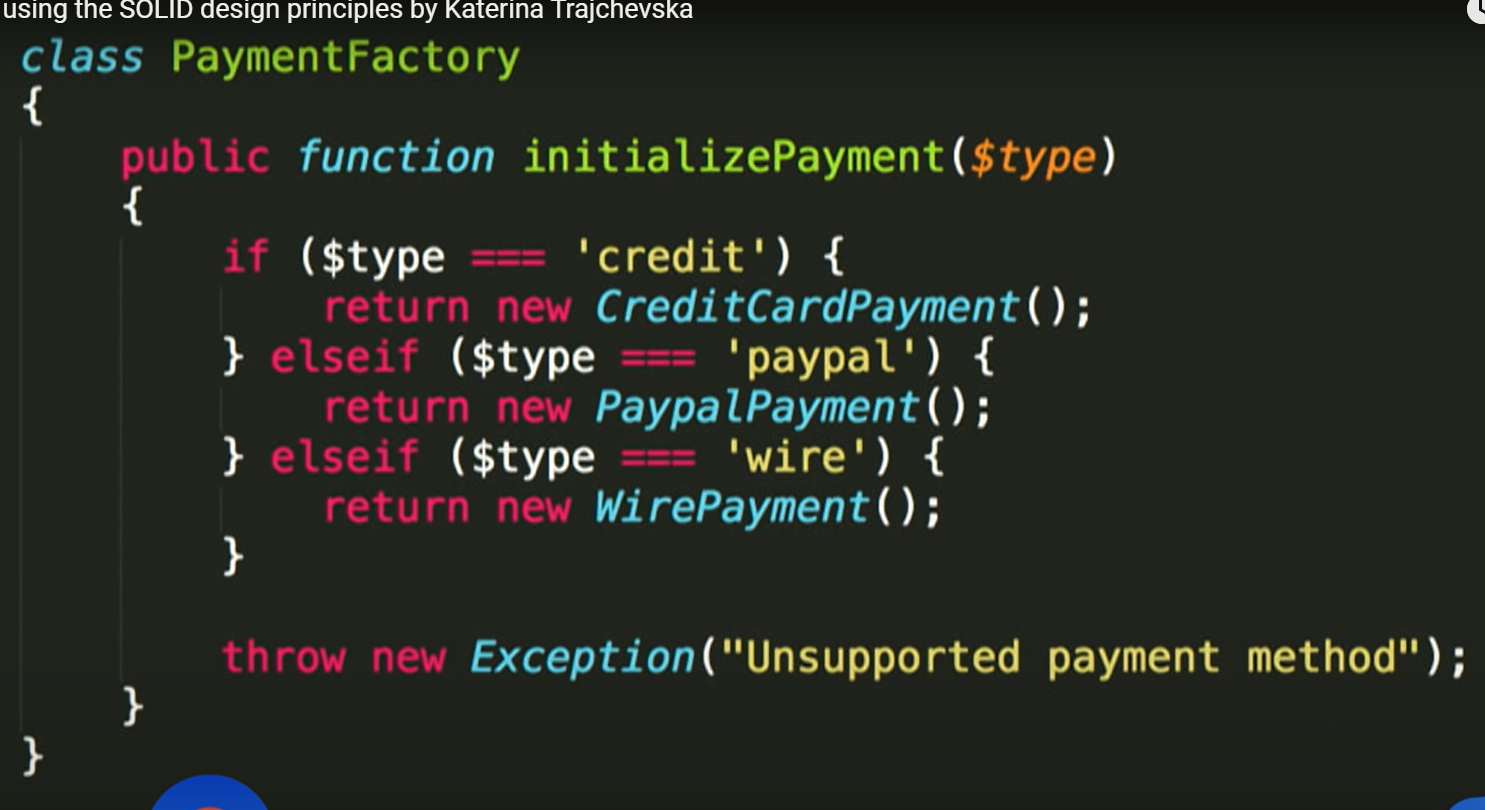 using the SOLID design principles by Katerina Trajchevska
class PaymentFactory
{
    public function initializePayment($type)
    {
        if ($type === 'credit') {
            return new CreditCardPayment();
        } elseif ($type === 'paypal') {
            return new PaypalPayment();
        } elseif ($type === 'wire') {
            return new WirePayment();
        }
        throw new Exception("Unsupported payment method");
    }
}